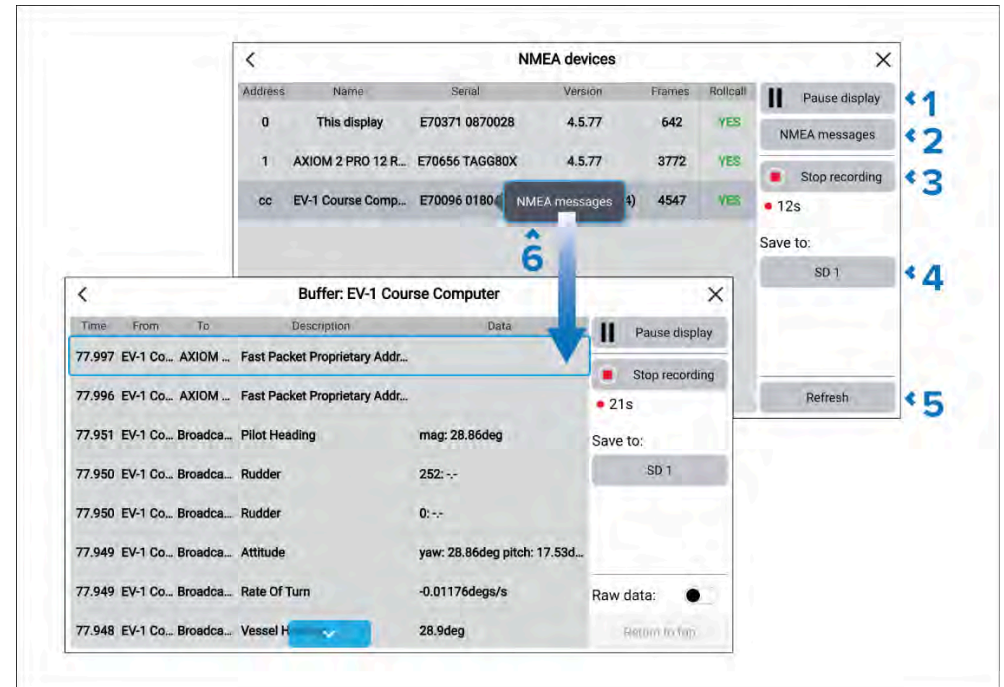 NMEA devices
Address Name Serial Version Frames Rollcall
0 This display E70371 0870028 4.5.77 642 YES
1 AXIOM 2 PRO 12 R... E70656 TAGG80X 4.5.77 3772 YES
cc EV-1 Course Comp... E70096 0180 NMEA messages 4) 4547 YES
Pause display
1
NMEA messages
2
Stop recording
3
12s
Save to:
SD 1
4
Refresh
5
6
Buffer: EV-1 Course Computer
Time From To Description Data
77.997 EV-1 Co... AXIOM ... Fast Packet Proprietary Addr...
77.996 EV-1 Co... AXIOM ... Fast Packet Proprietary Addr...
77.951 EV-1 Co... Broadca... Pilot Heading mag: 28.86deg
77.950 EV-1 Co... Broadca... Rudder 252: -.-
77.950 EV-1 Co... Broadca... Rudder 0: -.-
77.949 EV-1 Co... Broadca... Attitude yaw: 28.86deg pitch: 17.53d...
77.949 EV-1 Co... Broadca... Rate Of Turn -0.01176degs/s
77.948 EV-1 Co... Broadca... Vessel H 28.9deg
Pause display
Stop recording
21s
Save to:
SD 1
Raw data:
Return to top